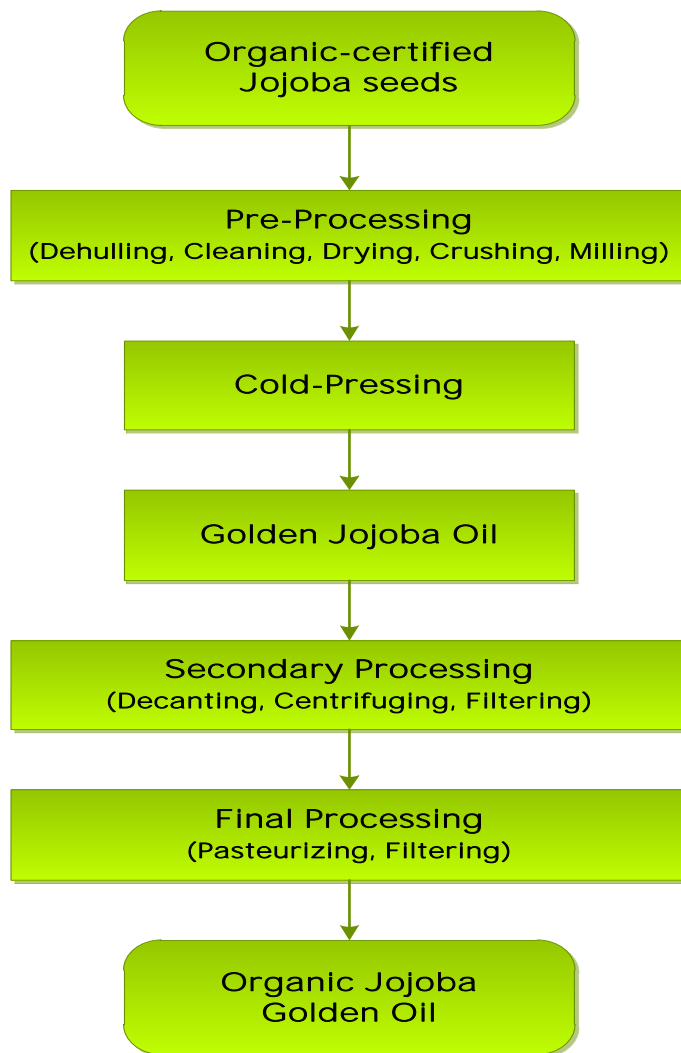 Organic-certified
Jojoba seeds
Pre-Processing
(Dehulling, Cleaning, Drying, Crushing, Milling)
Cold-Pressing
Golden Jojoba Oil
Secondary Processing
(Decanting, Centrifuging, Filtering)
Final Processing
(Pasteurizing, Filtering)
Organic Jojoba
Golden Oil